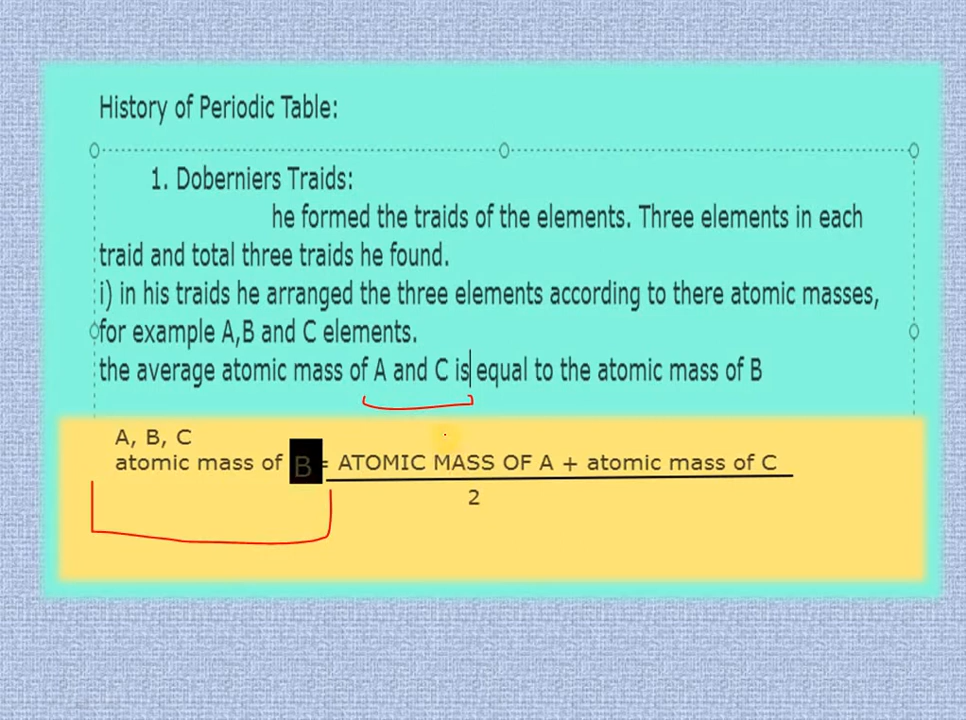 History of Periodic Table:
1. Doberniers Traids:
he formed the traids of the elements. Three elements in each
traid and total three traids he found.
i) in his traids he arranged the three elements according to there atomic masses,
for example A,B and C elements.
the average atomic mass of A and C is equal to the atomic mass of B
A, B, C
atomic mass of B = ATOMIC MASS OF A + atomic mass of C
2